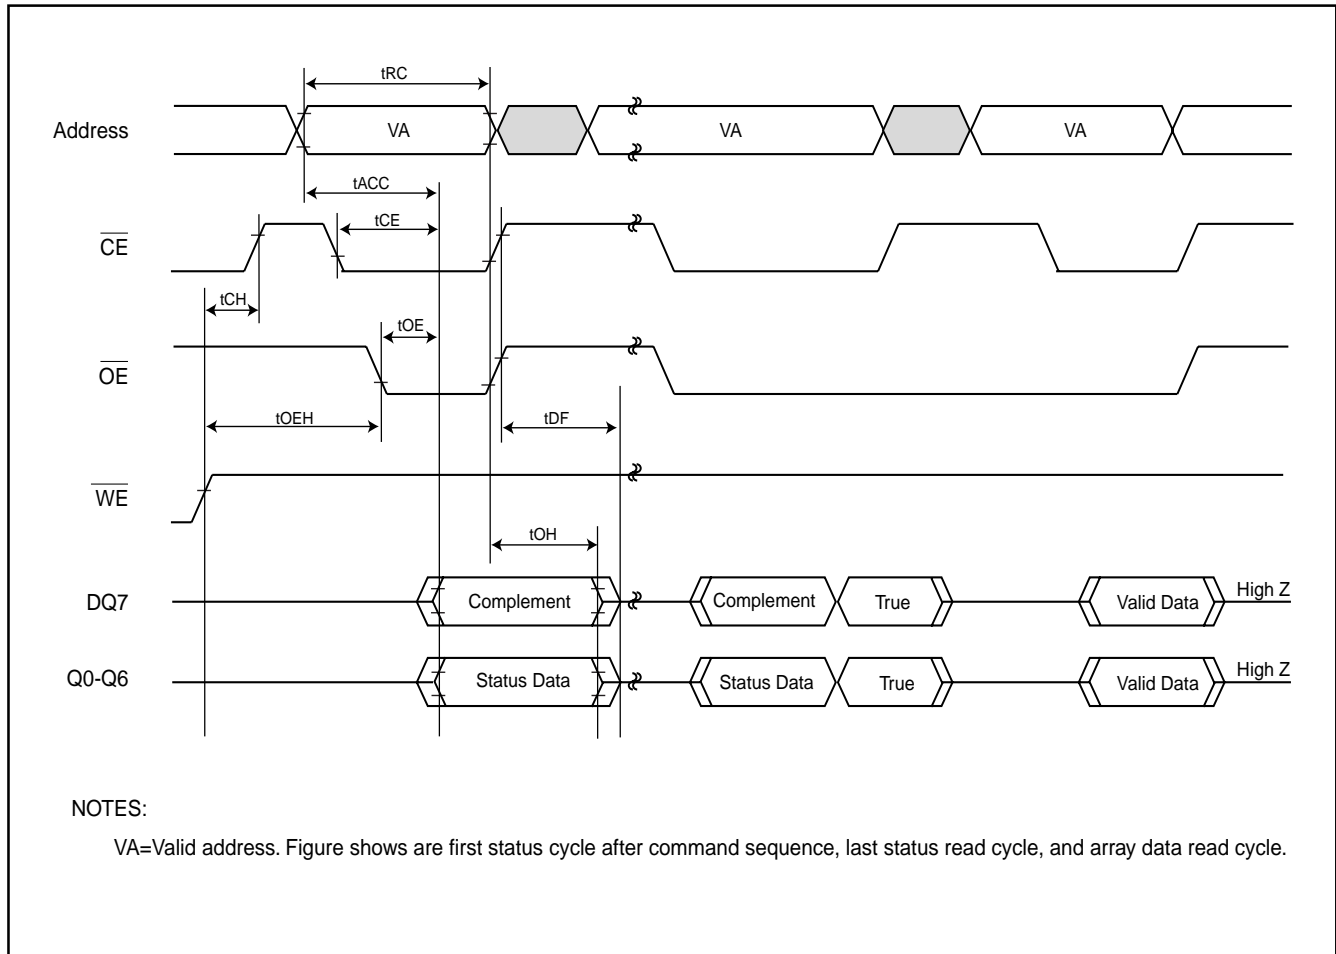 tRC
Address VA VA VA
tACC
tCE
CE
tCH
tOE
OE
tOEH tDF
WE
tOH
DQ7 Complement Complement True Valid Data High Z
Q0-Q6 Status Data Status Data True Valid Data High Z
NOTES:
VA=Valid address. Figure shows are first status cycle after command sequence, last status read cycle, and array data read cycle.